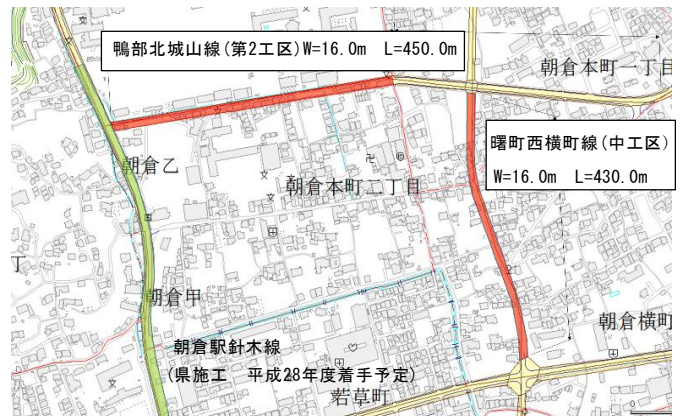 鴨部北城山線(第2工区)W=16.0m L=450.0m
朝倉本町一丁目
曙町西横町線(中工区)
W=16.0m L=430.0m
朝倉乙
朝倉本町二丁目
丁
朝倉甲
朝倉横町
朝倉駅針木線
(県施工 平成28年度着手予定)
若草町